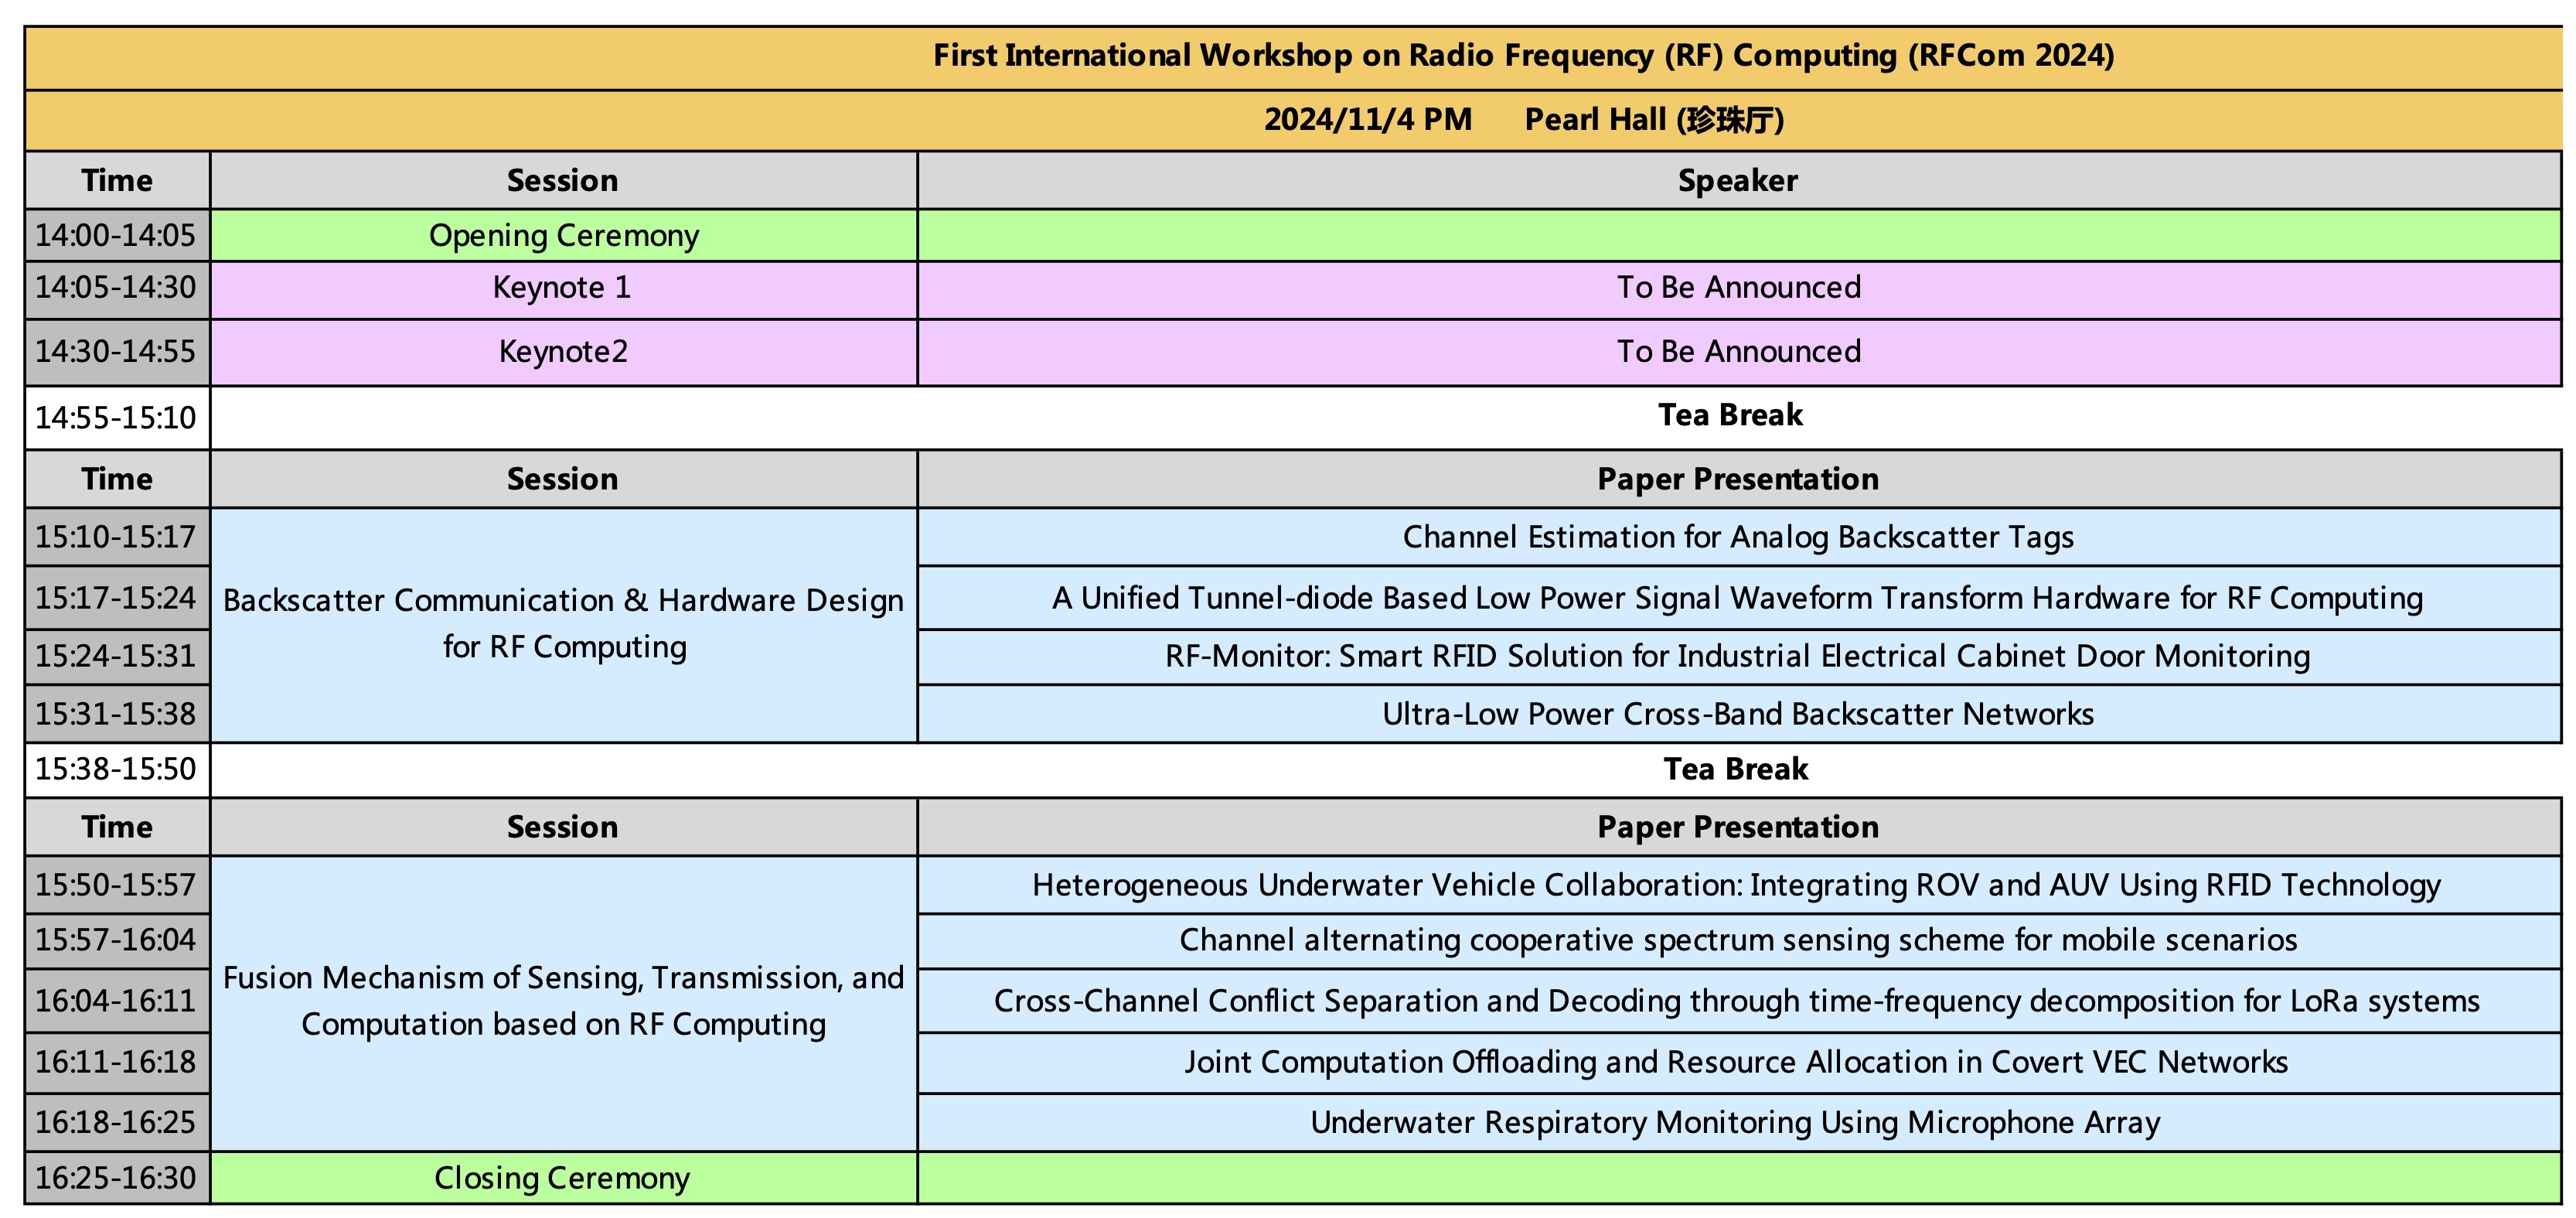 First International Workshop on Radio Frequency (RF) Computing (RFCom 2024)
2024/11/4 PM Pearl Hall (珍珠厅)
Time Session Speaker
14:00-14:05 Opening Ceremony
14:05-14:30 Keynote 1 To Be Announced
14:30-14:55 Keynote2 To Be Announced
14:55-15:10 Tea Break
Time Session Paper Presentation
Backscatter Communication & Hardware Design
for RF Computing
15:10-15:17 Channel Estimation for Analog Backscatter Tags
15:17-15:24 A Unified Tunnel-diode Based Low Power Signal Waveform Transform Hardware for RF Computing
15:24-15:31 RF-Monitor: Smart RFID Solution for Industrial Electrical Cabinet Door Monitoring
15:31-15:38 Ultra-Low Power Cross-Band Backscatter Networks
15:38-15:50 Tea Break
Time Session Paper Presentation
Fusion Mechanism of Sensing, Transmission, and
Computation based on RF Computing
15:50-15:57 Heterogeneous Underwater Vehicle Collaboration: Integrating ROV and AUV Using RFID Technology
15:57-16:04 Channel alternating cooperative spectrum sensing scheme for mobile scenarios
16:04-16:11 Cross-Channel Conflict Separation and Decoding through time-frequency decomposition for LoRa systems
16:11-16:18 Joint Computation Offloading and Resource Allocation in Covert VEC Networks
16:18-16:25 Underwater Respiratory Monitoring Using Microphone Array
16:25-16:30 Closing Ceremony